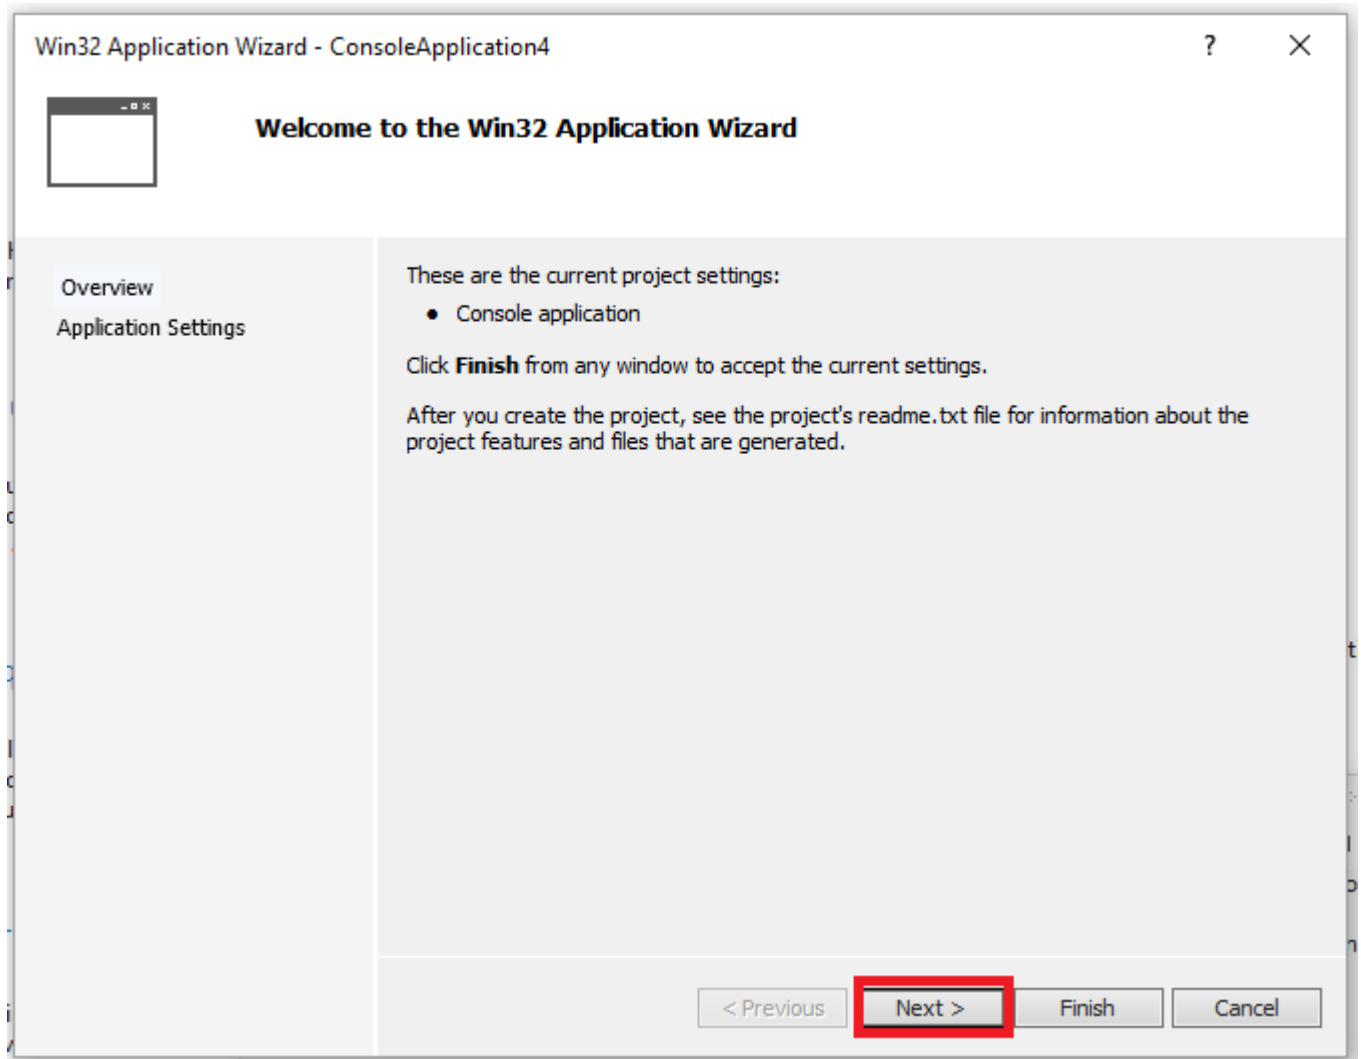 Win32 Application Wizard - ConsoleApplication4
Welcome to the Win32 Application Wizard
Overview
Application Settings
These are the current project settings:
Console application
Click Finish from any window to accept the current settings.
After you create the project, see the project's readme.txt file for information about the
project features and files that are generated.
< Previous
Next >
Finish
Cancel